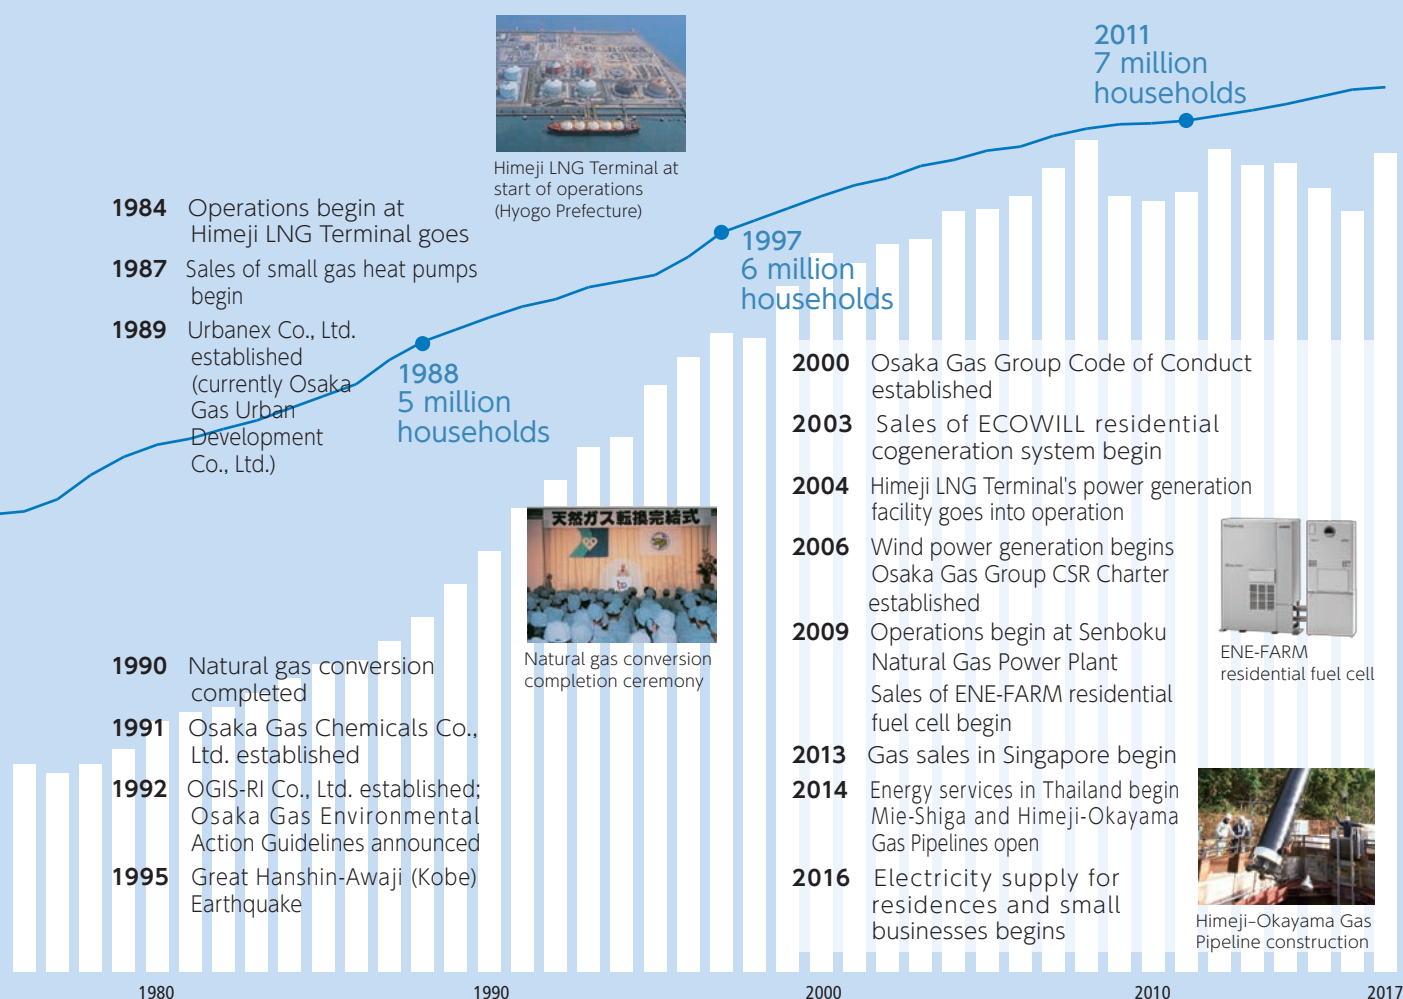 2011
7 million
households
Himeji LNG Terminal at
start of operations
(Hyogo Prefecture)
1984 Operations begin at
Himeji LNG Terminal goes
1987 Sales of small gas heat pumps
begin
1989 Urbanex Co., Ltd.
established
(currently Osaka
Gas Urban
Development
Co., Ltd.)
1988
5 million
households
1997
6 million
households
天然ガス転換完結式
Natural gas conversion
completion ceremony
1990 Natural gas conversion
completed
1991 Osaka Gas Chemicals Co.,
Ltd. established
1992 OGIS-RI Co., Ltd. established;
Osaka Gas Environmental
Action Guidelines announced
1995 Great Hanshin-Awaji (Kobe)
Earthquake
2000 Osaka Gas Group Code of Conduct
established
2003 Sales of ECOWILL residential
cogeneration system begin
2004 Himeji LNG Terminal's power generation
facility goes into operation
2006 Wind power generation begins
Osaka Gas Group CSR Charter
established
2009 Operations begin at Senboku
Natural Gas Power Plant
Sales of ENE-FARM residential
fuel cell begin
2013 Gas sales in Singapore begin
2014 Energy services in Thailand begin
Mie-Shiga and Himeji-Okayama
Gas Pipelines open
2016 Electricity supply for
residences and small
businesses begins
ENE-FARM
residential fuel cell
Himeji–Okayama Gas
Pipeline construction
1980
1990
2000
2010
2017